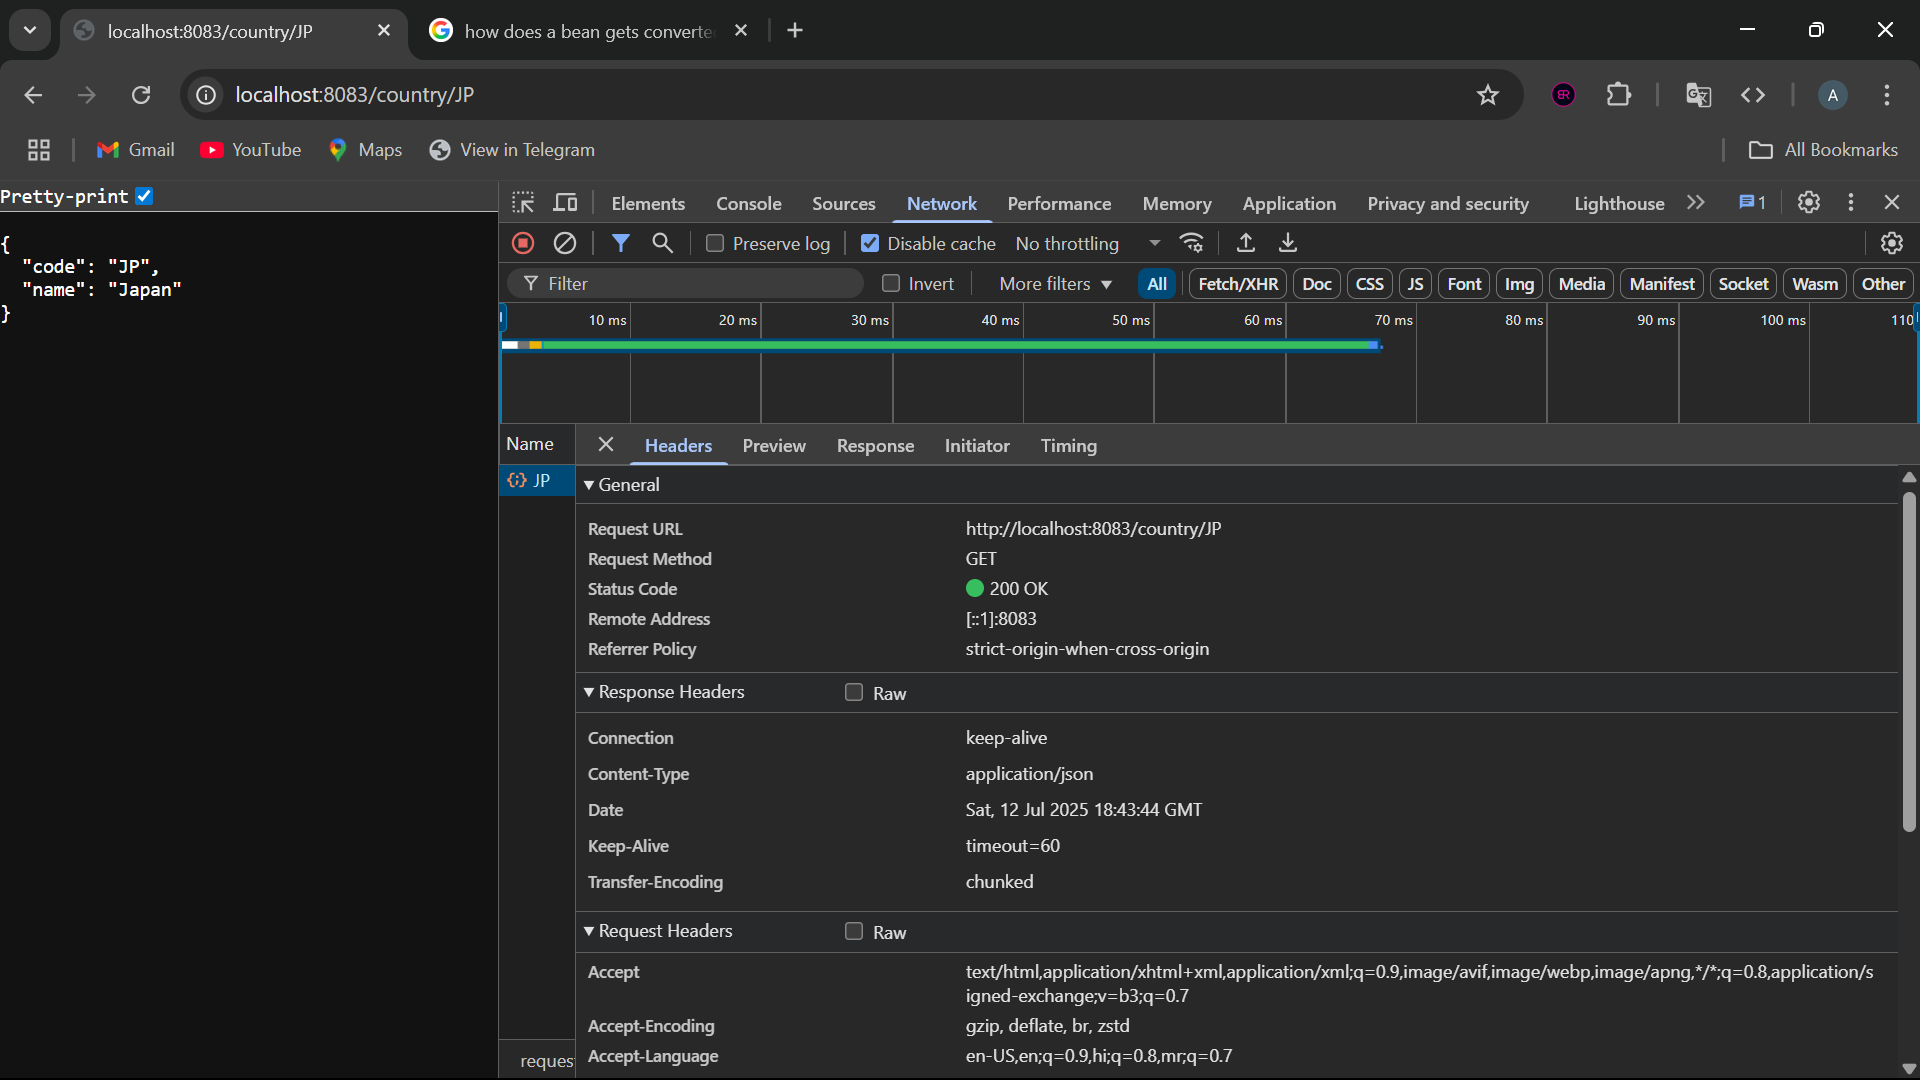 localhost:8083/country/JP
how does a bean gets converte
localhost:8083/country/JP
A
Gmail
YouTube
Maps
View in Telegram
All Bookmarks
Pretty-print
{
"code": "JP",
"name": "Japan"
}
Elements Console Sources Network Performance Memory Application Privacy and security Lighthouse 1
Preserve log Disable cache No throttling
Filter Invert More filters All Fetch/XHR Doc CSS JS Font Img Media Manifest Socket Wasm Other
10 ms 20 ms 30 ms 40 ms 50 ms 60 ms 70 ms 80 ms 90 ms 100 ms 110
Name Headers Preview Response Initiator Timing
JP
General
Request URL http://localhost:8083/country/JP
Request Method GET
Status Code 200 OK
Remote Address [::1]:8083
Referrer Policy strict-origin-when-cross-origin
Response Headers Raw
Connection keep-alive
Content-Type application/json
Date Sat, 12 Jul 2025 18:43:44 GMT
Keep-Alive timeout=60
Transfer-Encoding chunked
Request Headers Raw
Accept text/html,application/xhtml+xml,application/xml;q=0.9,image/avif,image/webp,image/apng,*/*;q=0.8,application/s
igned-exchange;v=b3;q=0.7
Accept-Encoding gzip, deflate, br, zstd
Accept-Language en-US,en;q=0.9,hi;q=0.8,mr;q=0.7
reques